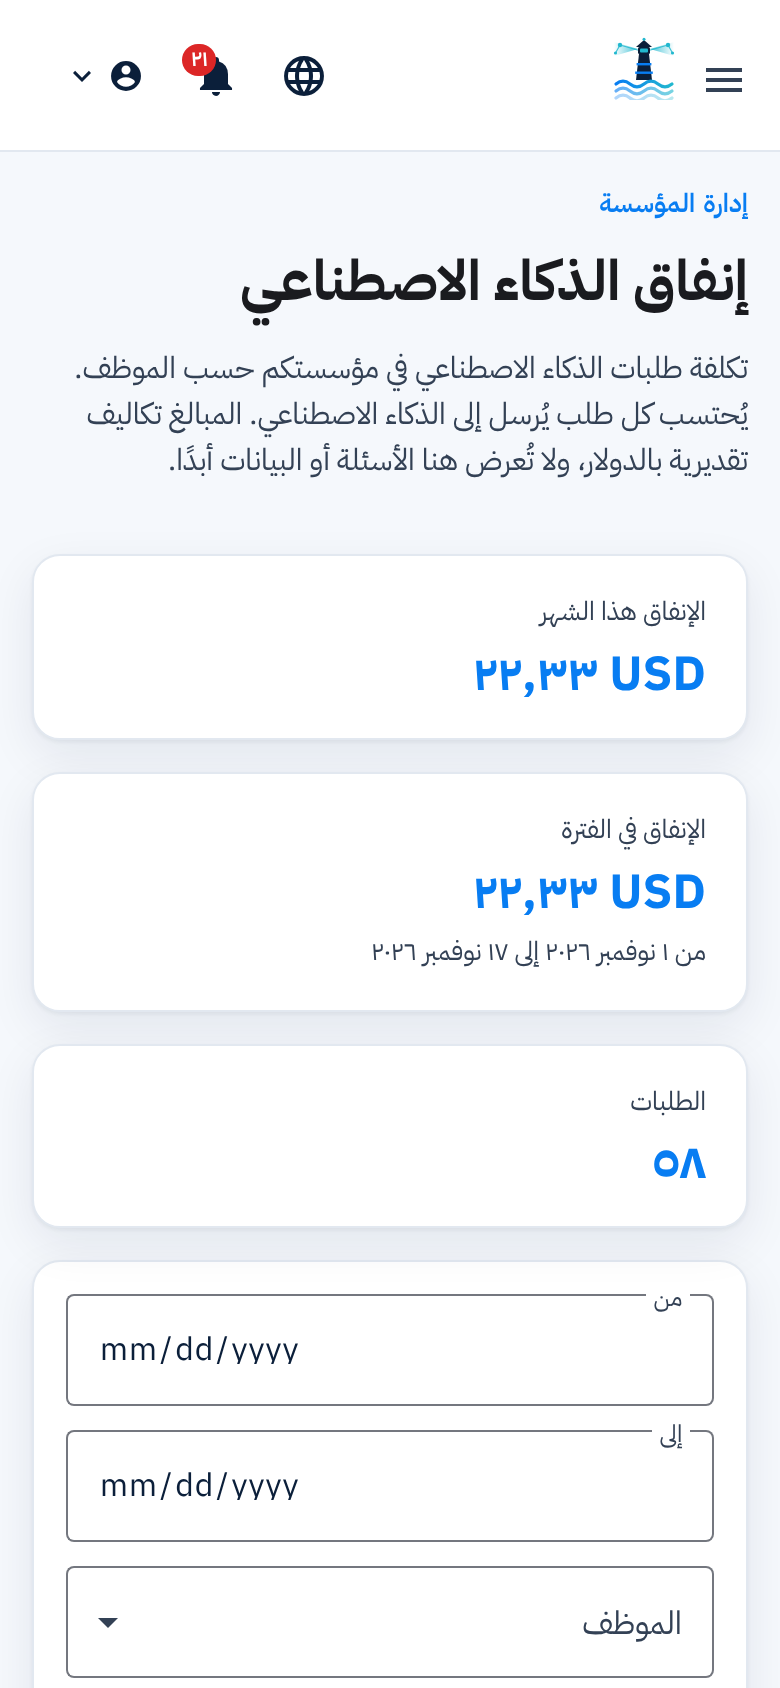 ٢١
إدارة المؤسسة
إنفاق الذكاء الاصطناعي
تكلفة طلبات الذكاء الاصطناعي في مؤسستكم حسب الموظف.
يُحتسب كل طلب يُرسل إلى الذكاء الاصطناعي. المبالغ تكاليف
تقديرية بالدولار، ولا تُعرض هنا الأسئلة أو البيانات أبدًا.
الإنفاق هذا الشهر
٢٢,٣٣ USD
الإنفاق في الفترة
٢٢,٣٣ USD
من ١ نوفمبر ٢٠٢٦ إلى ١٧ نوفمبر ٢٠٢٦
الطلبات
٥٨
من
mm/dd/yyyy
إلى
mm/dd/yyyy
الموظف